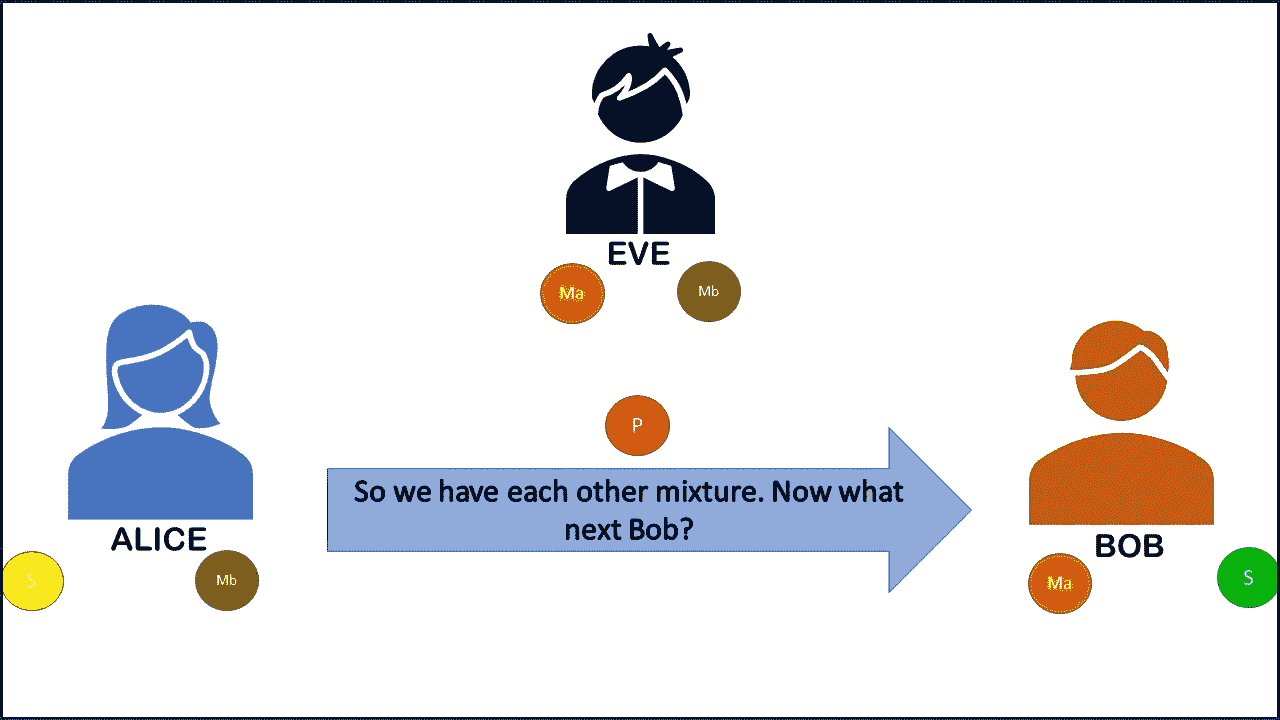 EVE
Ma
Mb
P
So we have each other mixture. Now what
next Bob?
ALICE
BOB
S
Mb
Ma
S